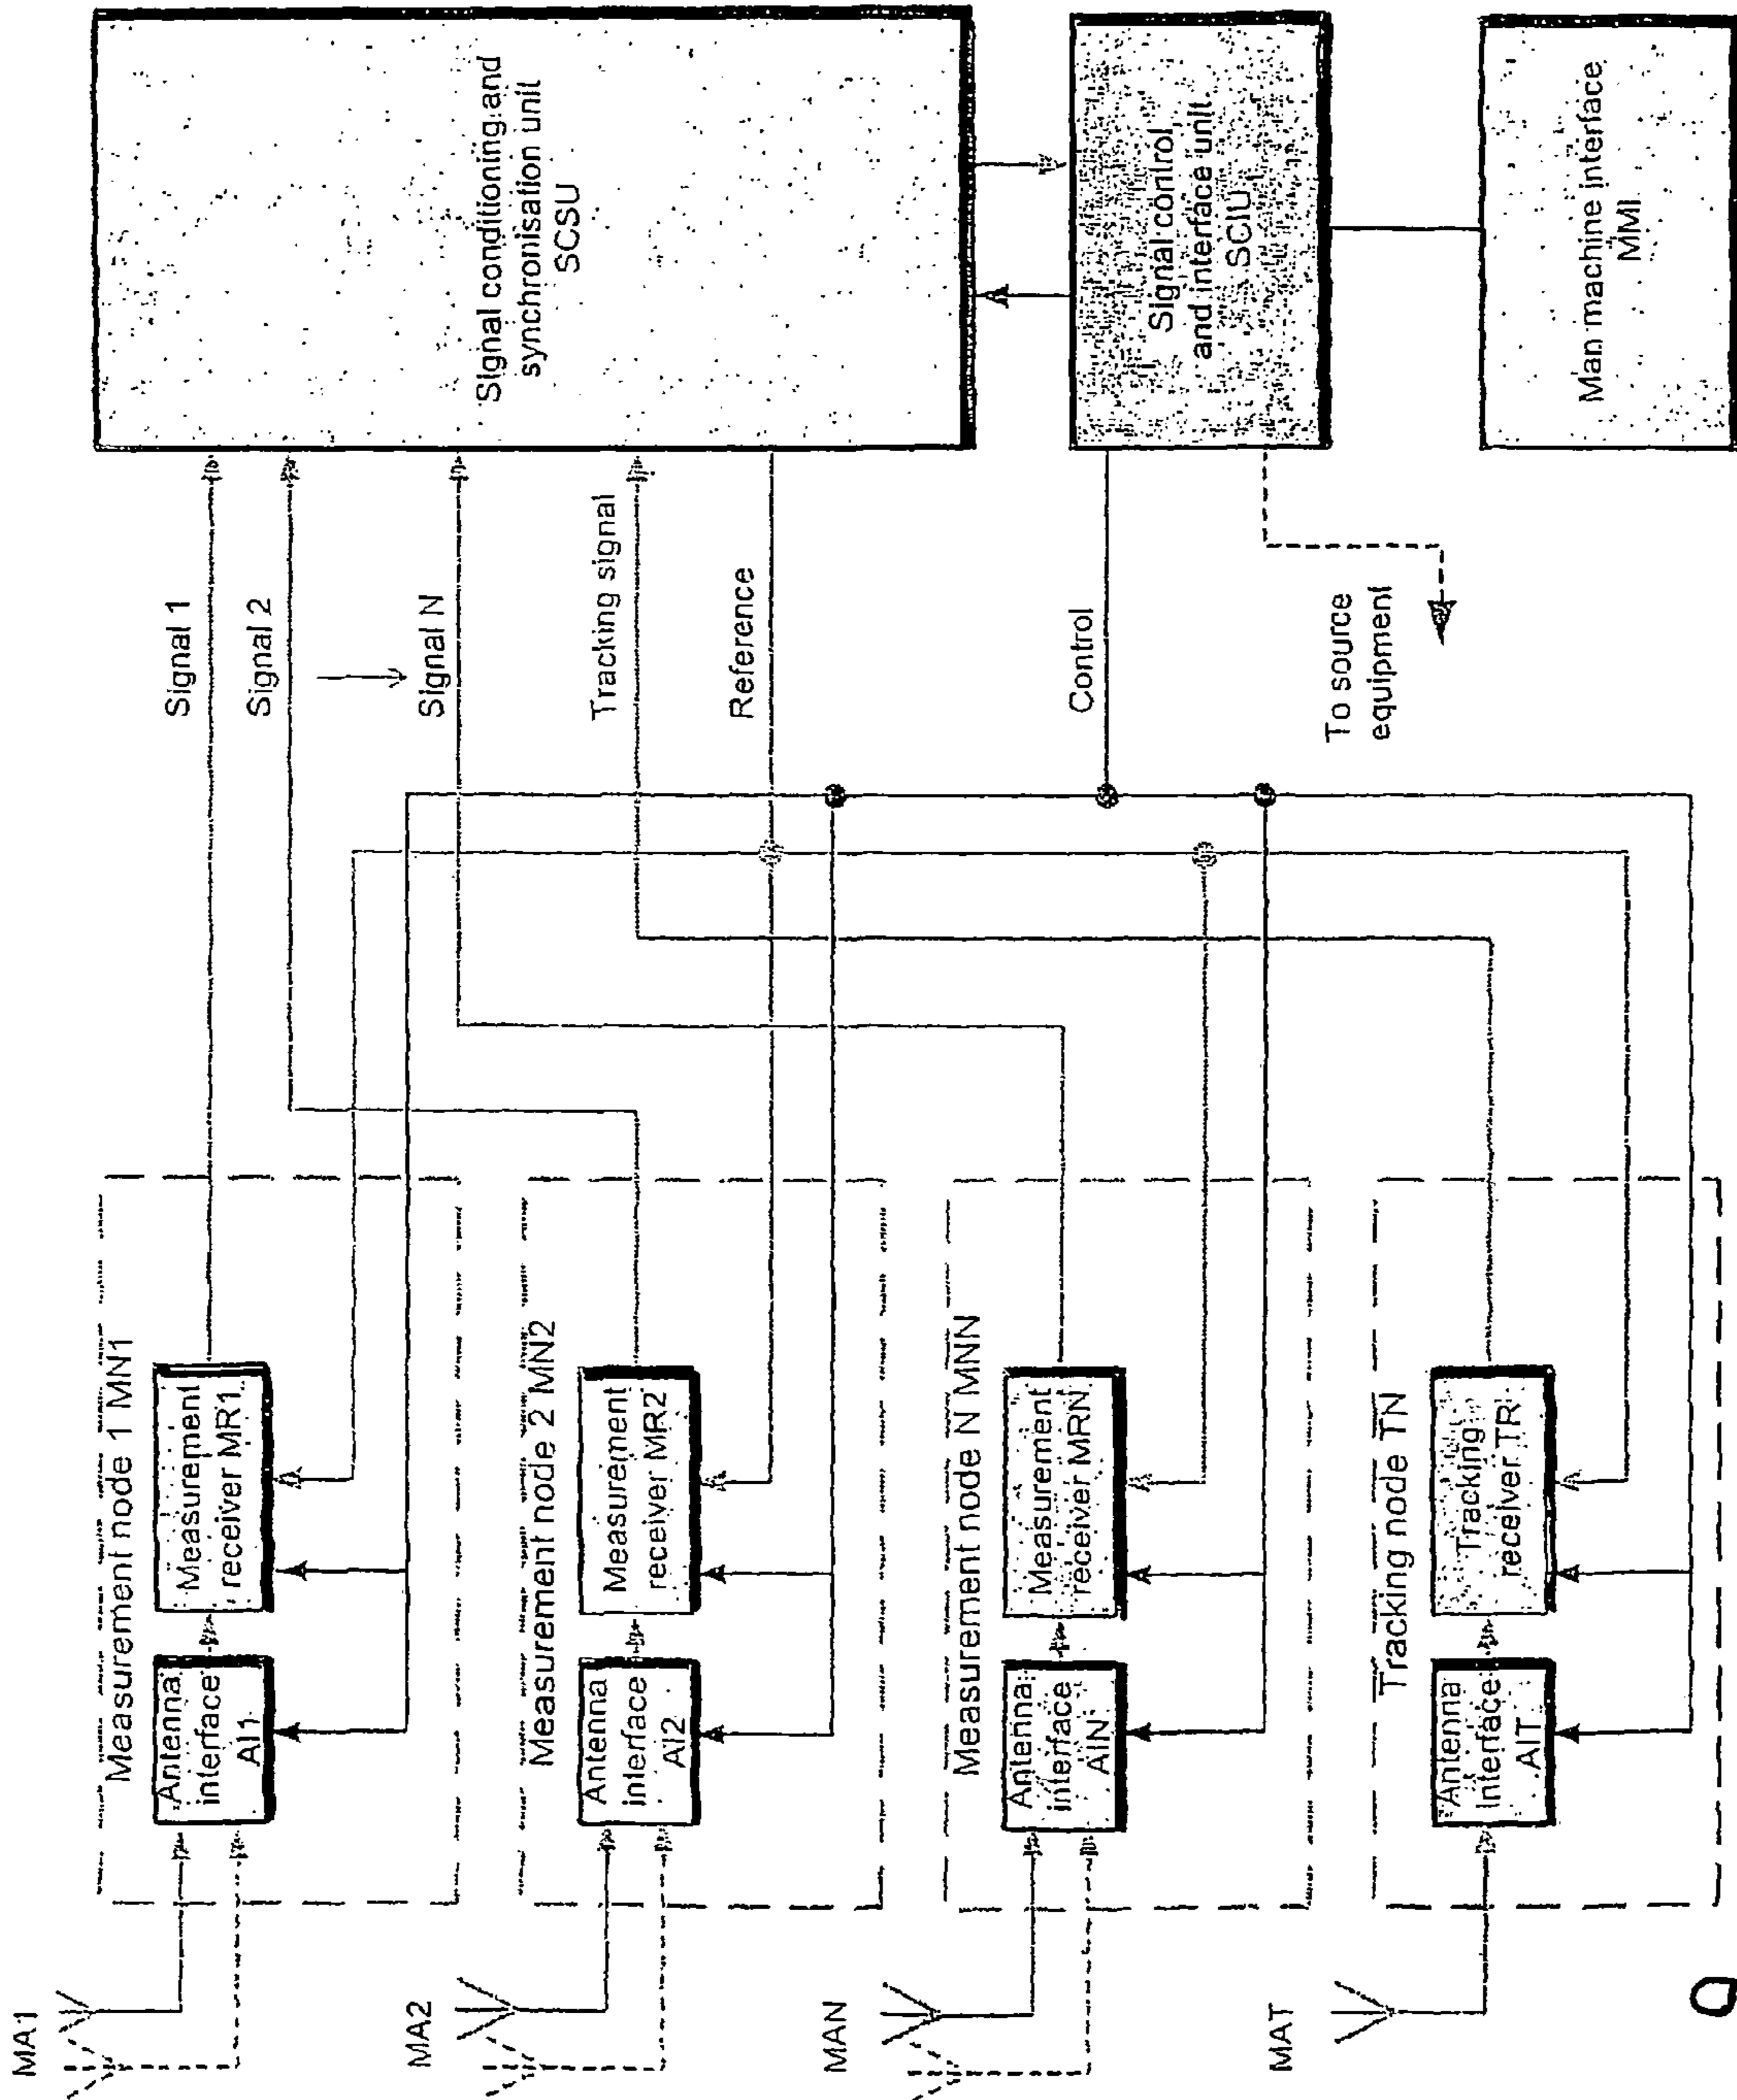 MA1
MA2
MAN
MAT
Measurement node 1 MN1
Antenna
interface
AI1
Measurement
receiver MR1
Measurement node 2 MN2
Antenna
interface
AI2
Measurement
receiver MR2
Measurement node N MNN
Antenna
interface
AIN
Measurement
receiver MRN
Tracking node TN
Antenna
Interface
AIT
Tracking
receiver TR
Signal 1
Signal 2
Signal N
Tracking signal
Reference
Control
To source
equipment
Signal conditioning and
synchronisation unit
SCSU
Signal control,
and interface unit
SCIU
Man machine interface
MMI